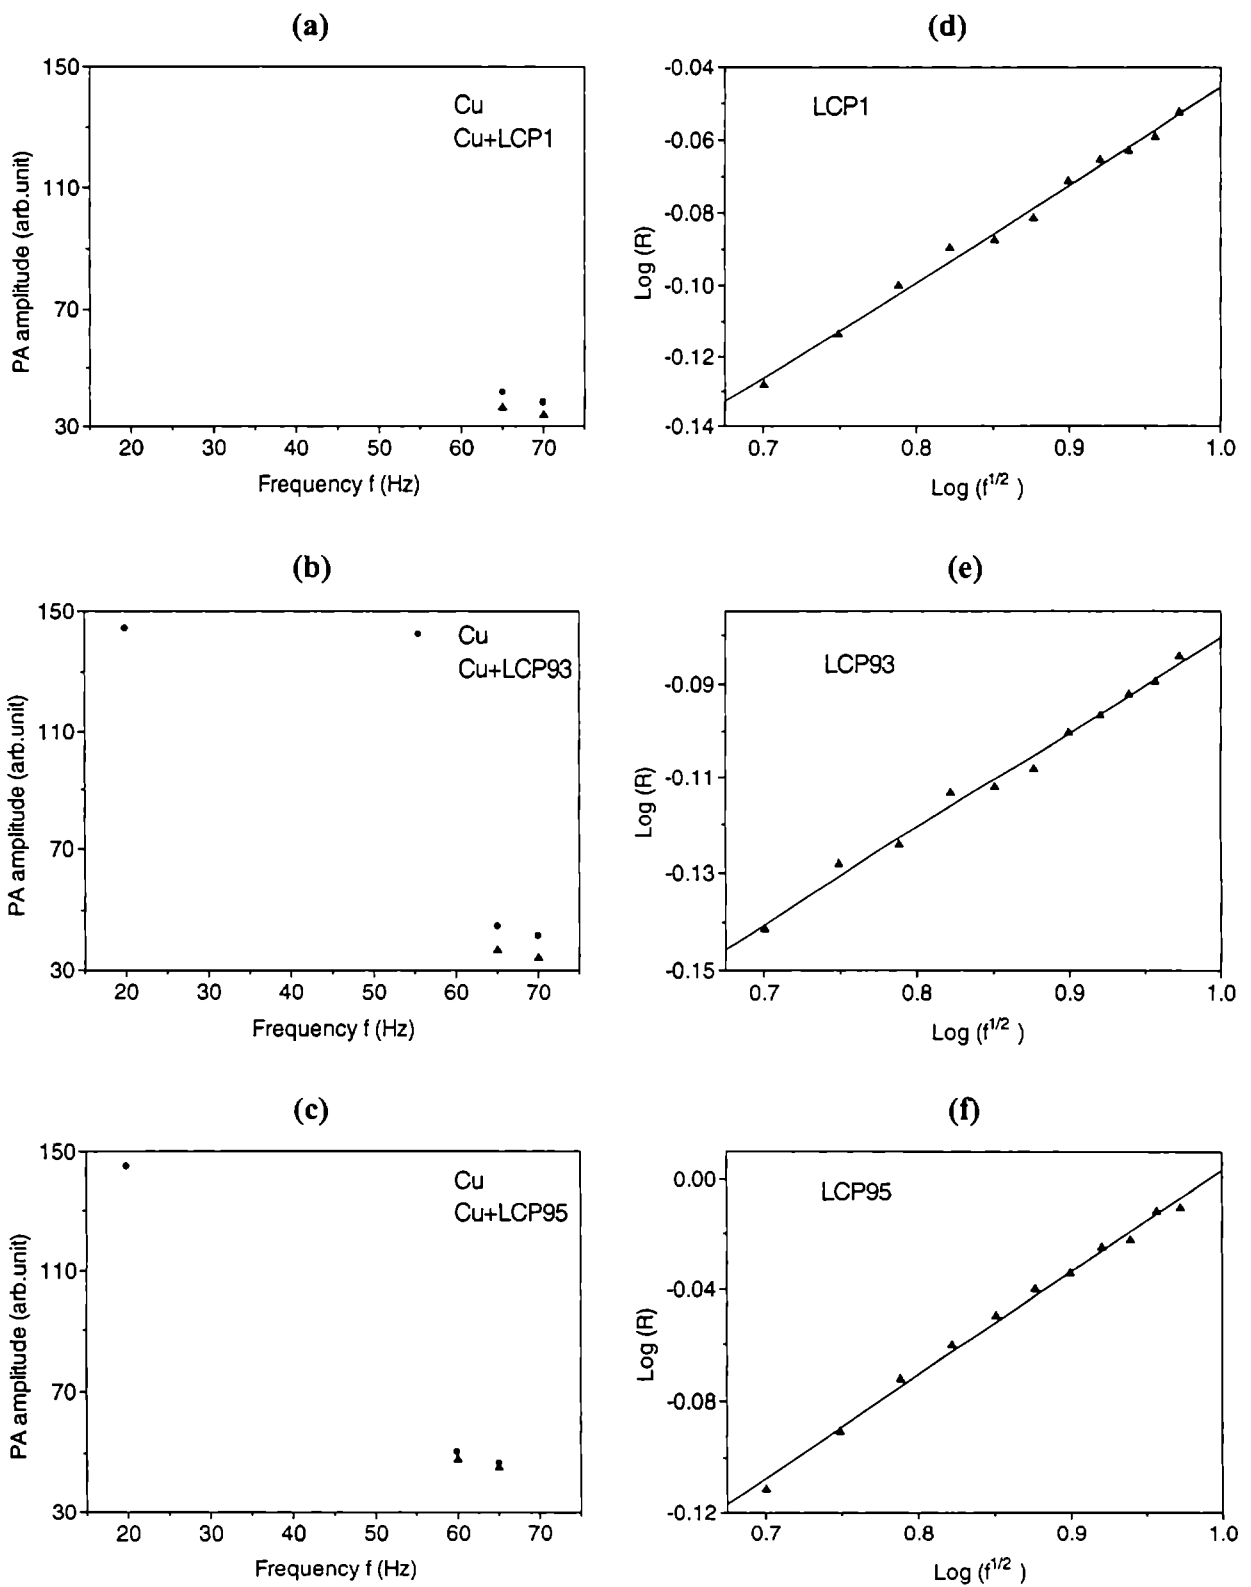 (a)
150
110
70
30
PA amplitude (arb.unit)
Cu
Cu+LCP1
20 30 40 50 60 70
Frequency f (Hz)
(d)
-0.04
-0.06
-0.08
-0.10
-0.12
-0.14
Log (R)
LCP1
0.7 0.8 0.9 1.0
Log (f^1/2 )
(b)
150
110
70
30
PA amplitude (arb.unit)
Cu
Cu+LCP93
20 30 40 50 60 70
Frequency f (Hz)
(e)
-0.09
-0.11
-0.13
-0.15
Log (R)
LCP93
0.7 0.8 0.9 1.0
Log (f^1/2 )
(c)
150
110
70
30
PA amplitude (arb.unit)
Cu
Cu+LCP95
20 30 40 50 60 70
Frequency f (Hz)
(f)
0.00
-0.04
-0.08
-0.12
Log (R)
LCP95
0.7 0.8 0.9 1.0
Log (f^1/2 )